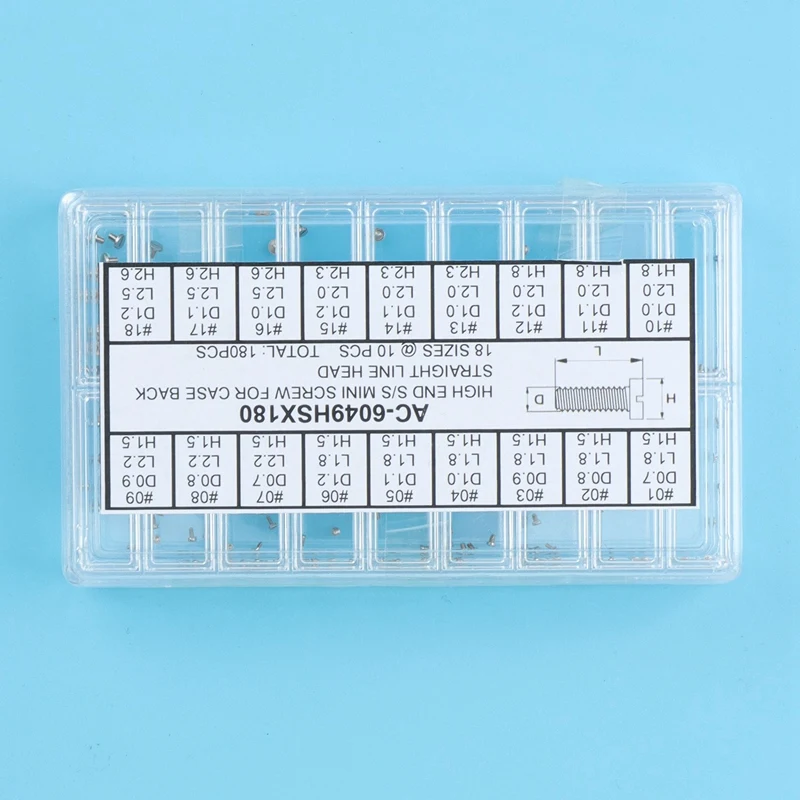 #01 #02 #03 #04 #05 #06 #07 #08 #09
D0.7 D0.8 D0.9 D1.0 D1.1 D1.2 D0.7 D0.8 D0.9
L1.8 L1.8 L1.8 L1.8 L1.8 L1.8 L2.2 L2.2 L2.2
H1.5 H1.5 H1.5 H1.5 H1.5 H1.5 H1.5 H1.5 H1.5
AC-6049HSX180
HIGH END S/S MINI SCREW FOR CASE BACK
STRAIGHT LINE HEAD
18 SIZES @ 10 PCS TOTAL: 180PCS
H
D
L
#10 #11 #12 #13 #14 #15 #16 #17 #18
D1.0 D1.1 D1.2 D1.0 D1.1 D1.2 D1.0 D1.1 D1.2
L2.0 L2.0 L2.0 L2.0 L2.0 L2.0 L2.5 L2.5 L2.5
H1.8 H1.8 H1.8 H2.3 H2.3 H2.3 H2.6 H2.6 H2.6